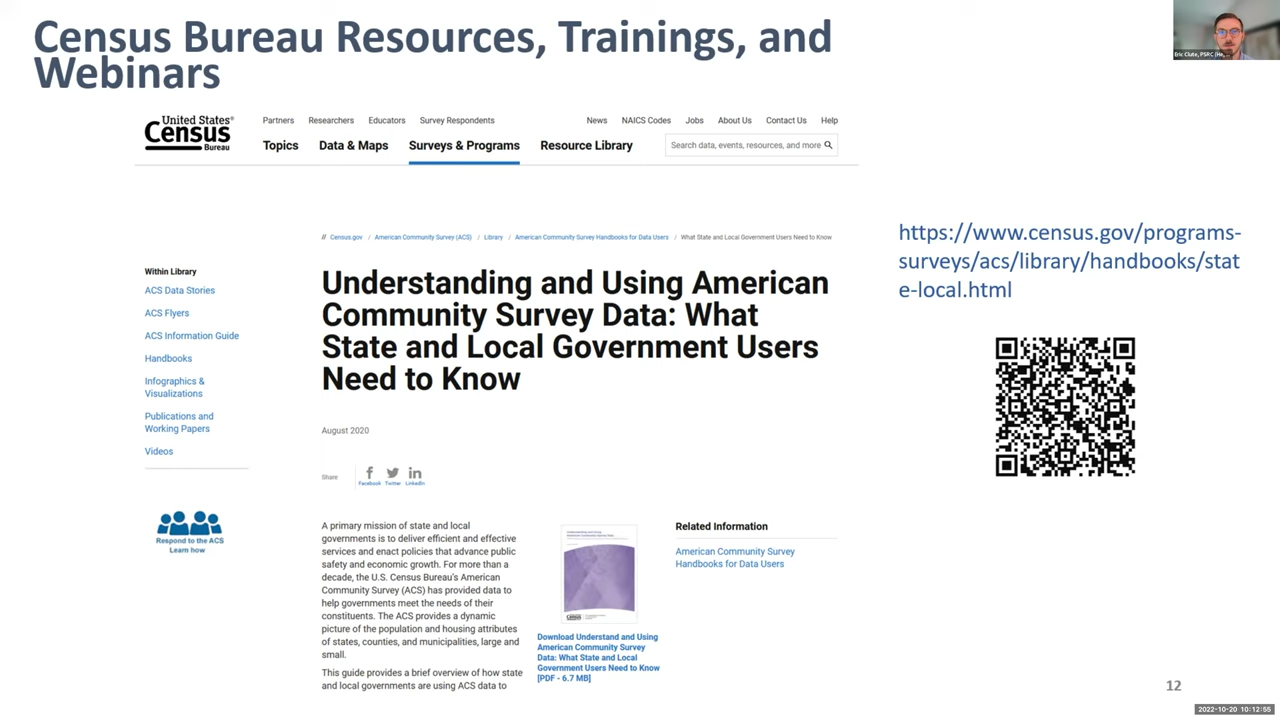 Census Bureau Resources, Trainings, and
Webinars
Eric Clute, PSRC (He,...
United States®
Census
Bureau
Partners Researchers Educators Survey Respondents
News NAICS Codes Jobs About Us Contact Us Help
Topics Data & Maps Surveys & Programs Resource Library
Search data, events, resources, and more
// Census.gov / American Community Survey (ACS) / Library / American Community Survey Handbooks for Data Users / What State and Local Government Users Need to Know
Within Library
ACS Data Stories
ACS Flyers
ACS Information Guide
Handbooks
Infographics &
Visualizations
Publications and
Working Papers
Videos
Respond to the ACS
Learn how
Understanding and Using American
Community Survey Data: What
State and Local Government Users
Need to Know
August 2020
Share
Facebook Twitter LinkedIn
A primary mission of state and local
governments is to deliver efficient and effective
services and enact policies that advance public
safety and economic growth. For more than a
decade, the U.S. Census Bureau's American
Community Survey (ACS) has provided data to
help governments meet the needs of their
constituents. The ACS provides a dynamic
picture of the population and housing attributes
of states, counties, and municipalities, large and
small.
This guide provides a brief overview of how state
and local governments are using ACS data to
Download Understand and Using
American Community Survey
Data: What State and Local
Government Users Need to Know
[PDF - 6.7 MB]
Related Information
American Community Survey
Handbooks for Data Users
https://www.census.gov/programs-
surveys/acs/library/handbooks/stat
e-local.html
12
2022-10-20 10:12:55